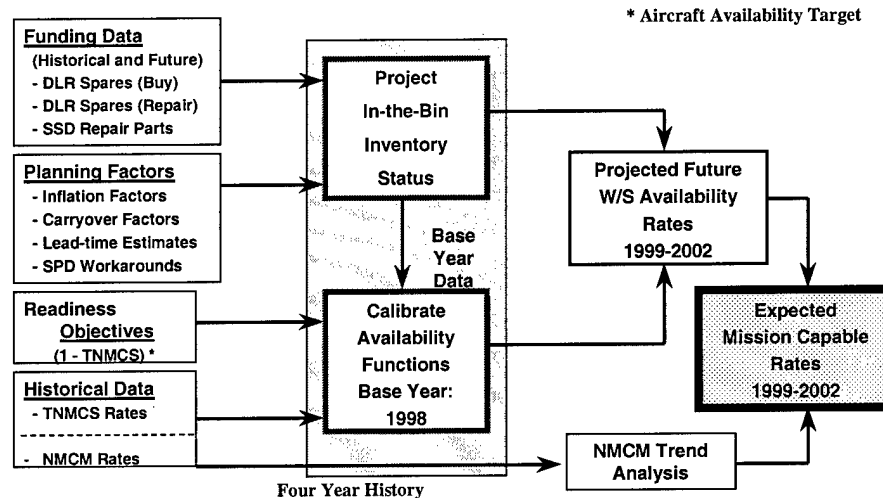 * Aircraft Availability Target
Funding Data
(Historical and Future)
- DLR Spares (Buy)
- DLR Spares (Repair)
- SSD Repair Parts
Planning Factors
- Inflation Factors
- Carryover Factors
- Lead-time Estimates
- SPD Workarounds
Readiness
Objectives
(1 - TNMCS) *
Historical Data
- TNMCS Rates
- NMCM Rates
Project
In-the-Bin
Inventory
Status
Base
Year
Data
Calibrate
Availability
Functions
Base Year:
1998
Four Year History
Projected Future
W/S Availability
Rates
1999-2002
Expected
Mission Capable
Rates
1999-2002
NMCM Trend
Analysis